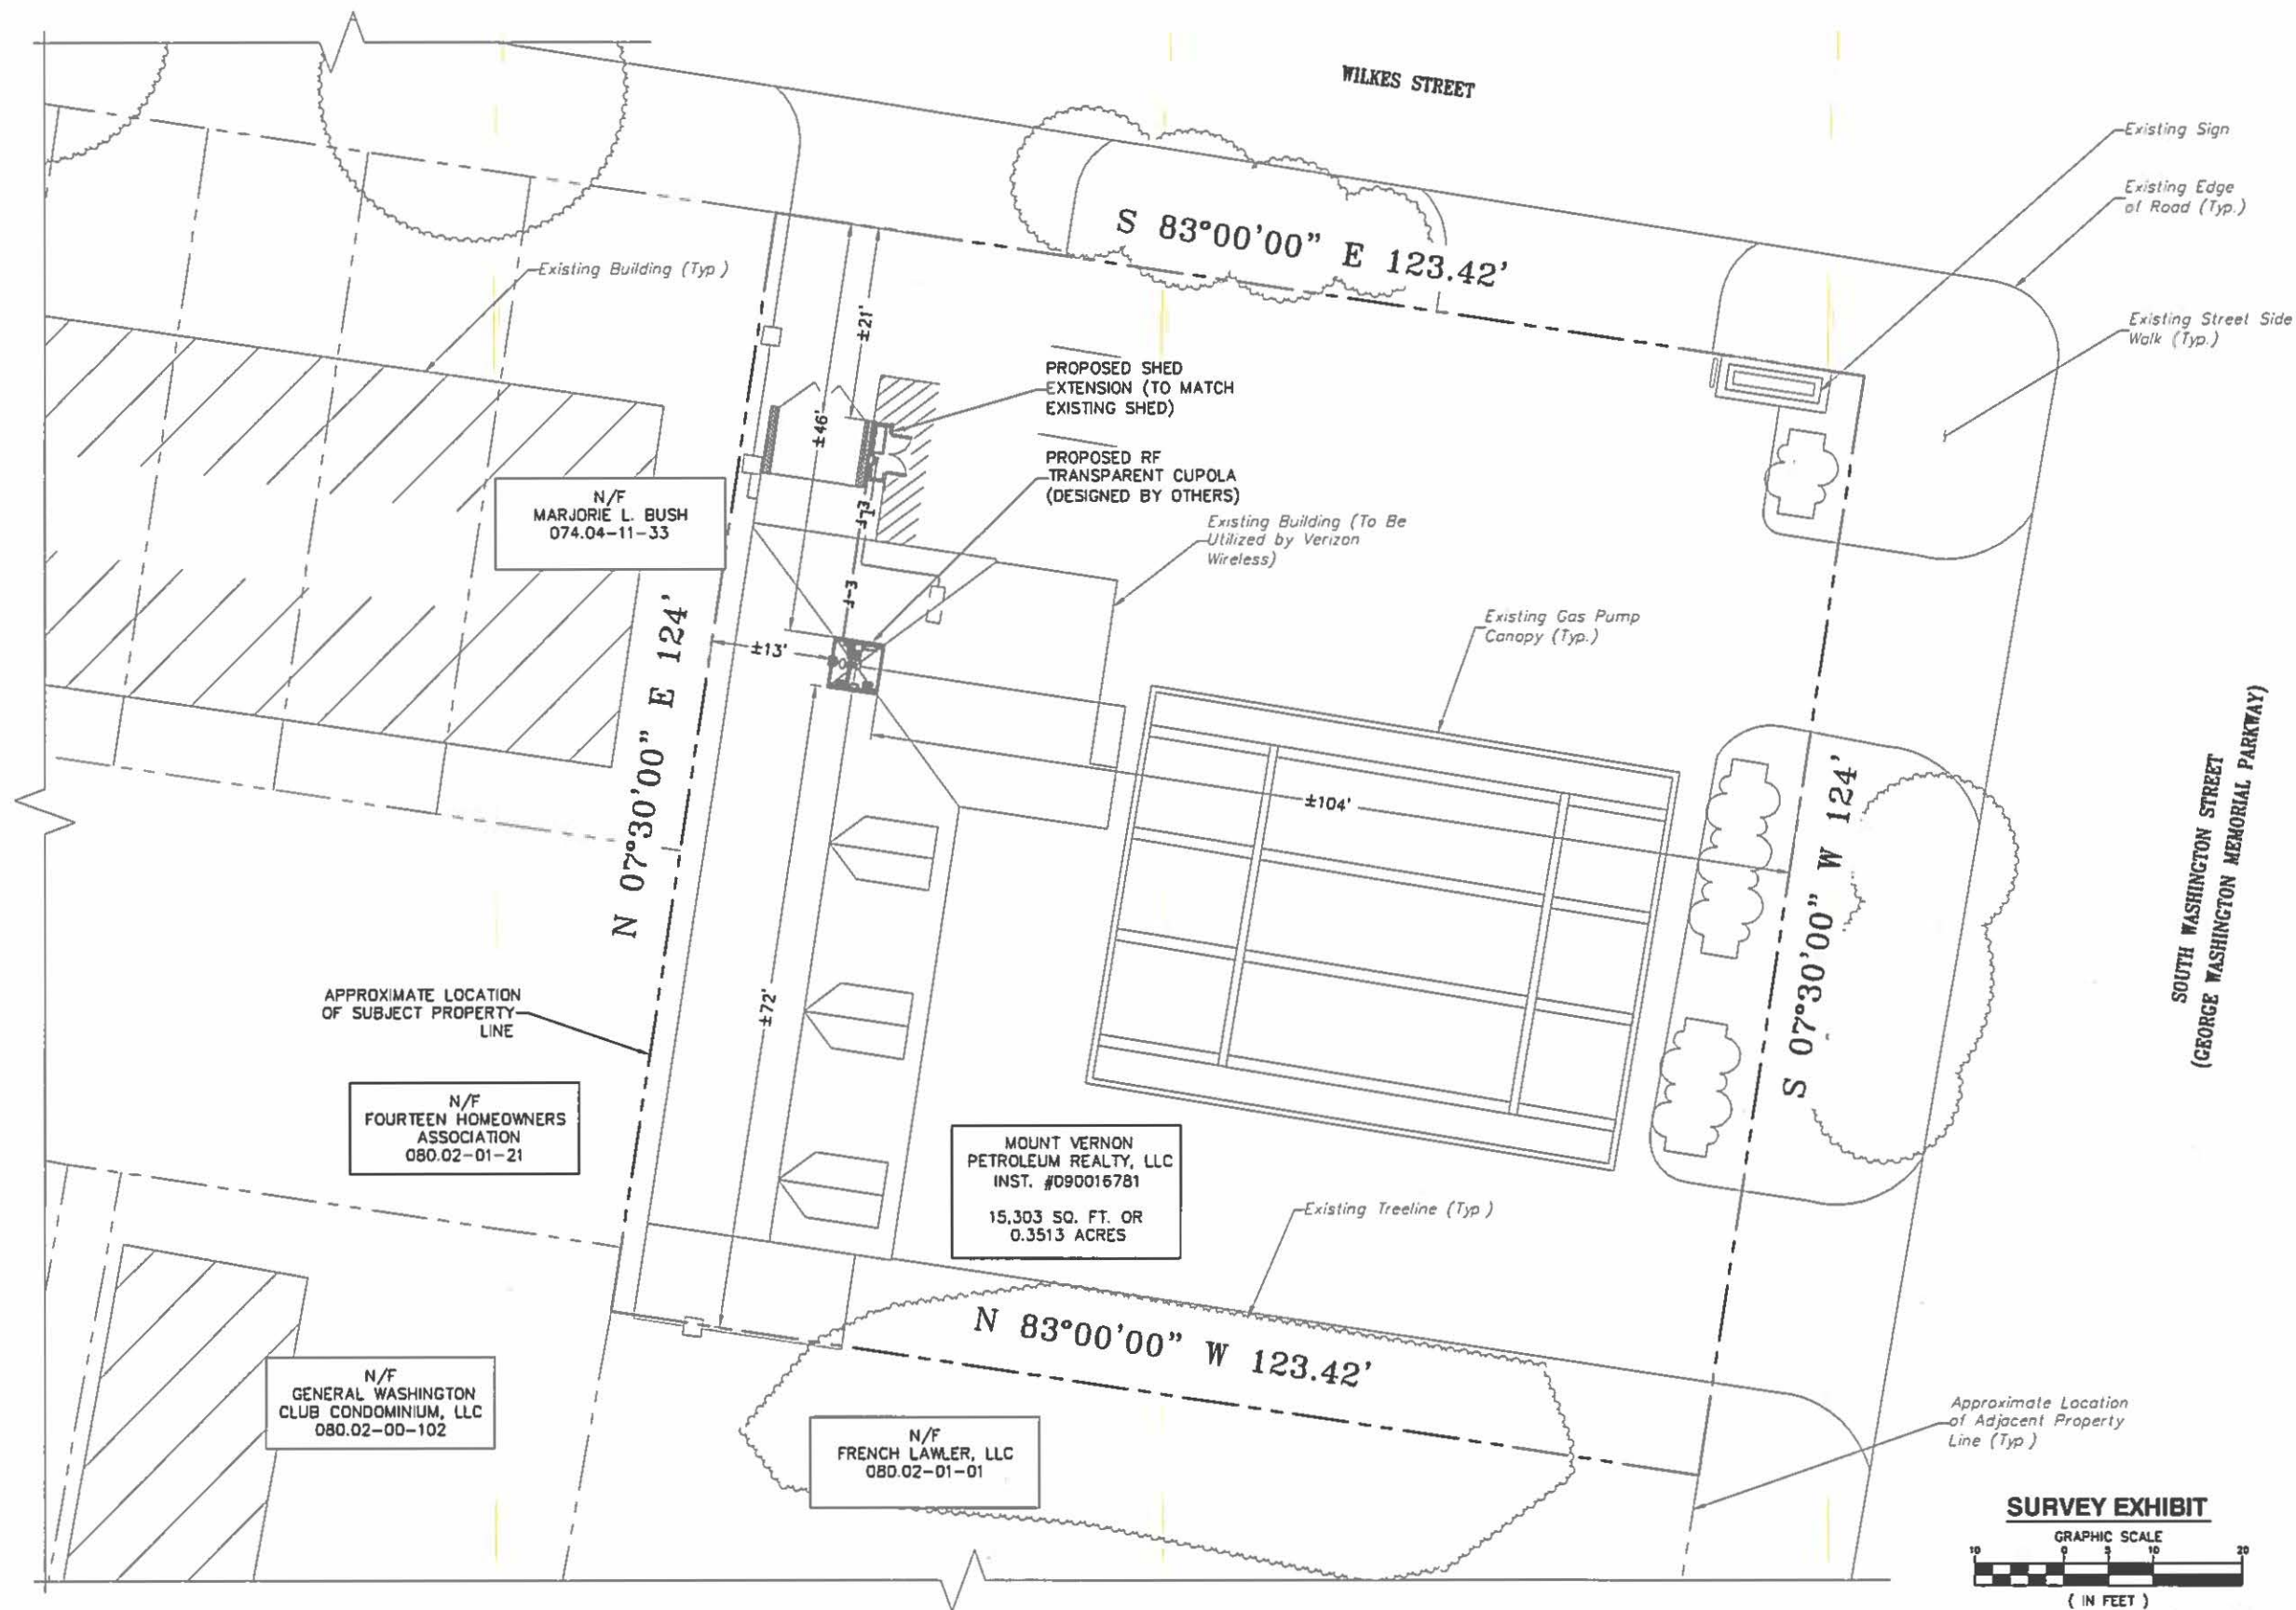 WILKES STREET
Existing Sign
Existing Edge
of Road (Typ.)
Existing Street Side
Walk (Typ.)
S 83°00'00" E 123.42'
Existing Building (Typ.)
±21'
±46'
PROPOSED SHED
EXTENSION (TO MATCH
EXISTING SHED)
PROPOSED RF
TRANSPARENT CUPOLA
(DESIGNED BY OTHERS)
N/F
MARJORIE L. BUSH
074.04-11-33
Existing Building (To Be
Utilized by Verizon
Wireless)
Existing Gas Pump
Canopy (Typ.)
±13'
±104'
N 07°30'00" E 124'
S 07°30'00" W 124'
SOUTH WASHINGTON STREET
(GEORGE WASHINGTON MEMORIAL PARKWAY)
±72'
APPROXIMATE LOCATION
OF SUBJECT PROPERTY
LINE
N/F
FOURTEEN HOMEOWNERS
ASSOCIATION
080.02-01-21
MOUNT VERNON
PETROLEUM REALTY, LLC
INST. #090016781
15,303 SQ. FT. OR
0.3513 ACRES
Existing Treeline (Typ.)
N 83°00'00" W 123.42'
N/F
GENERAL WASHINGTON
CLUB CONDOMINIUM, LLC
080.02-00-102
N/F
FRENCH LAWLER, LLC
080.02-01-01
Approximate Location
of Adjacent Property
Line (Typ.)
SURVEY EXHIBIT
GRAPHIC SCALE
10 0 5 10 20
( IN FEET )